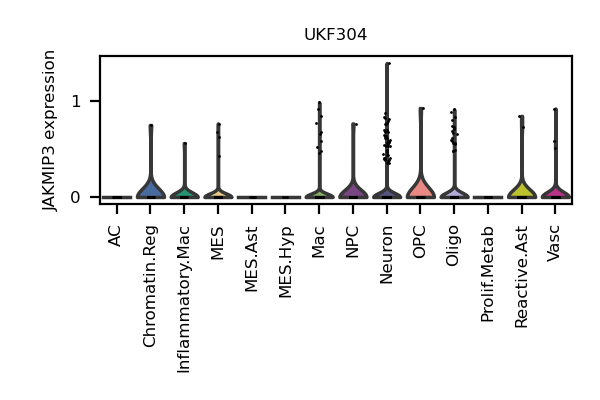 UKF304
JAKMIP3 expression
1
0
AC
Chromatin.Reg
Inflammatory.Mac
MES
MES.Ast
MES.Hyp
Mac
NPC
Neuron
OPC
Oligo
Prolif.Metab
Reactive.Ast
Vasc